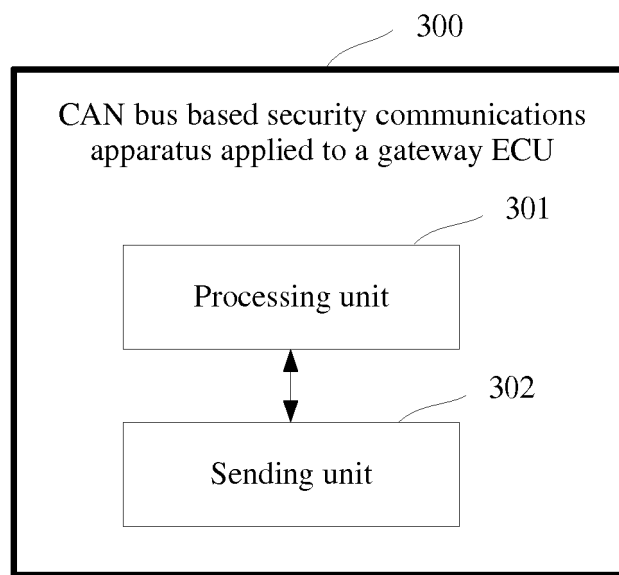 300
CAN bus based security communications
apparatus applied to a gateway ECU
301
Processing unit
302
Sending unit